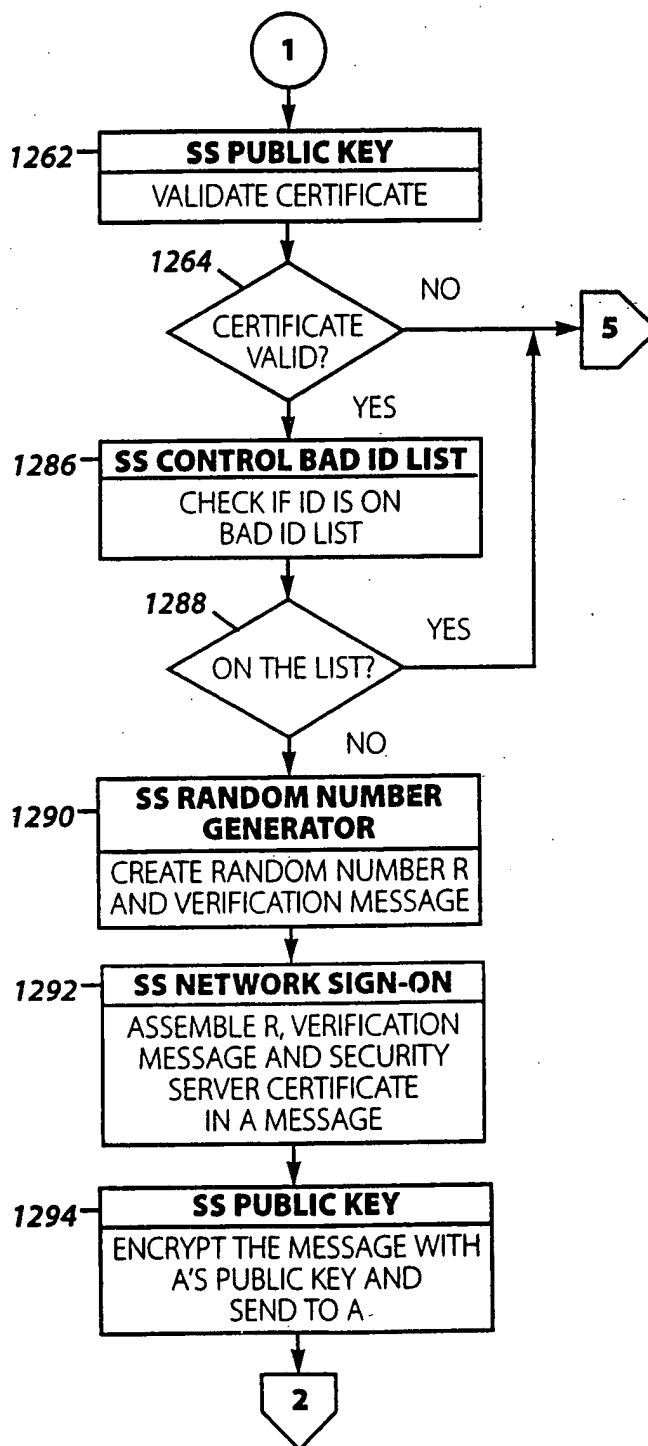 1
1262
SS PUBLIC KEY
VALIDATE CERTIFICATE
1264
NO
CERTIFICATE
VALID?
5
YES
1286
SS CONTROL BAD ID LIST
CHECK IF ID IS ON
BAD ID LIST
1288
YES
ON THE LIST?
NO
1290
SS RANDOM NUMBER
GENERATOR
CREATE RANDOM NUMBER R
AND VERIFICATION MESSAGE
1292
SS NETWORK SIGN-ON
ASSEMBLE R, VERIFICATION
MESSAGE AND SECURITY
SERVER CERTIFICATE
IN A MESSAGE
1294
SS PUBLIC KEY
ENCRYPT THE MESSAGE WITH
A'S PUBLIC KEY AND
SEND TO A
2